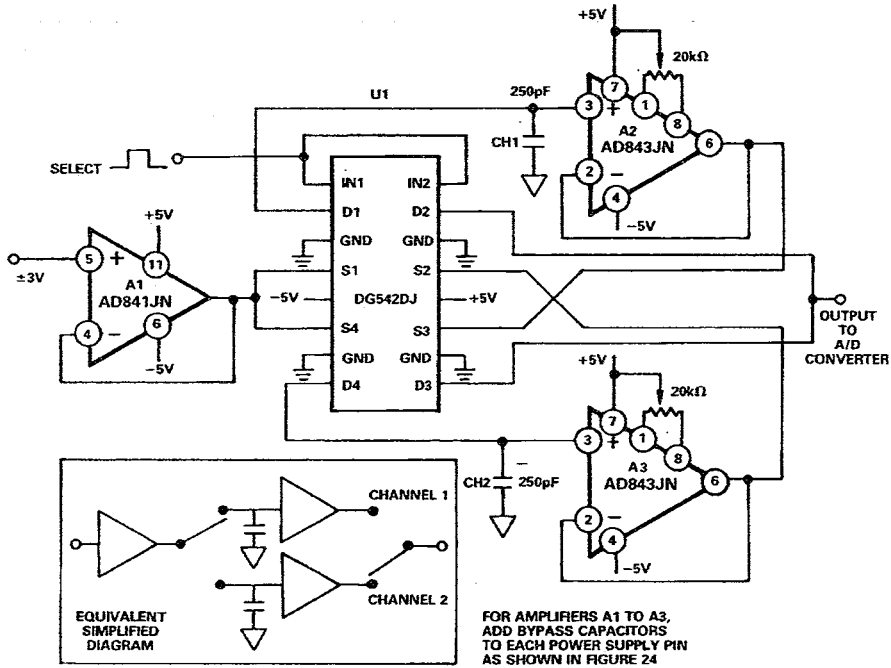 +5V
20kΩ
U1
250pF
7
3
+
1
8
A2
AD843JN
6
CH1
2
−
4
−5V
SELECT
IN1
IN2
D1
D2
GND
GND
S1
S2
−5V
DG542DJ
+5V
S4
S3
GND
GND
D4
D3
+5V
5
+
11
±3V
A1
AD841JN
4
−
6
−5V
OUTPUT
TO
A/D
CONVERTER
+5V
20kΩ
7
3
+
1
8
A3
AD843JN
6
CH2
250pF
2
−
4
−5V
CHANNEL 1
CHANNEL 2
EQUIVALENT
SIMPLIFIED
DIAGRAM
FOR AMPLIFIERS A1 TO A3,
ADD BYPASS CAPACITORS
TO EACH POWER SUPPLY PIN
AS SHOWN IN FIGURE 24